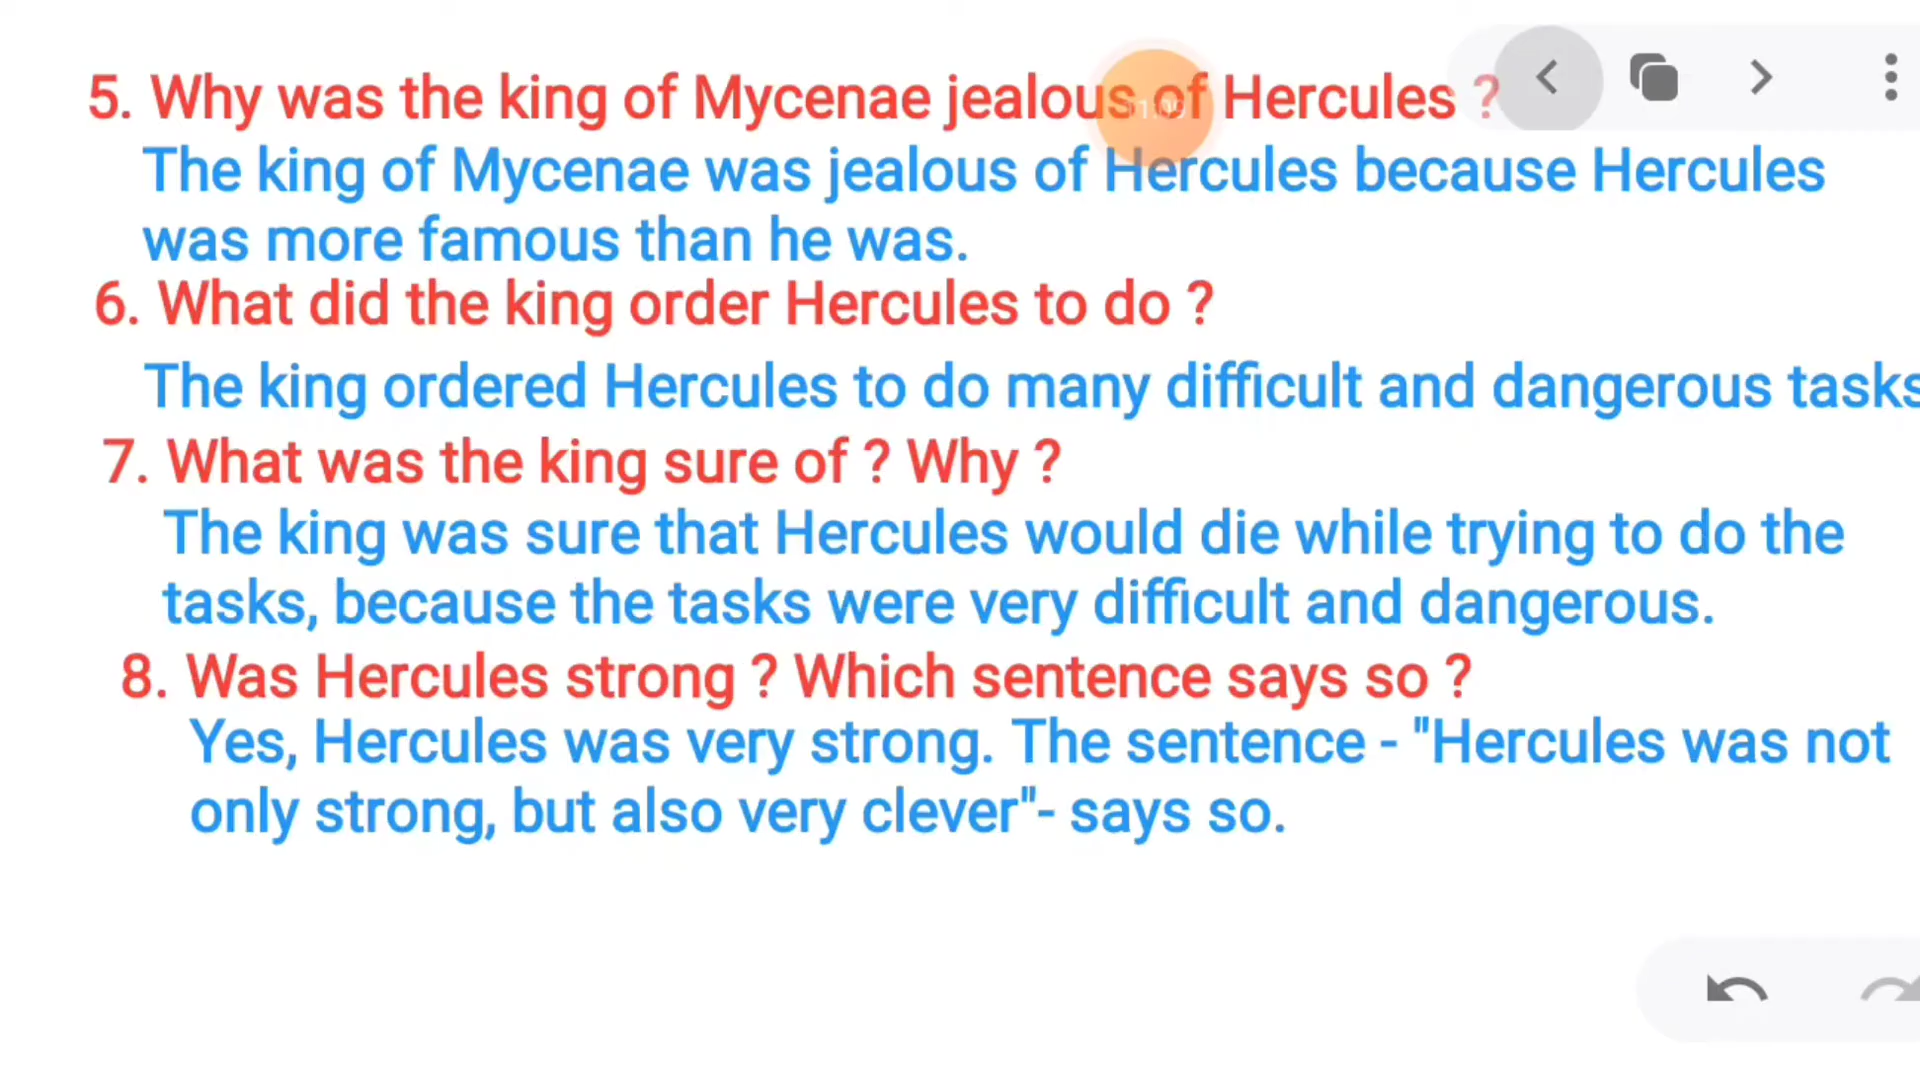 5. Why was the king of Mycenae jealous of Hercules ?
The king of Mycenae was jealous of Hercules because Hercules
was more famous than he was.
6. What did the king order Hercules to do ?
The king ordered Hercules to do many difficult and dangerous tasks
7. What was the king sure of ? Why ?
The king was sure that Hercules would die while trying to do the
tasks, because the tasks were very difficult and dangerous.
8. Was Hercules strong ? Which sentence says so ?
Yes, Hercules was very strong. The sentence - "Hercules was not
only strong, but also very clever"- says so.